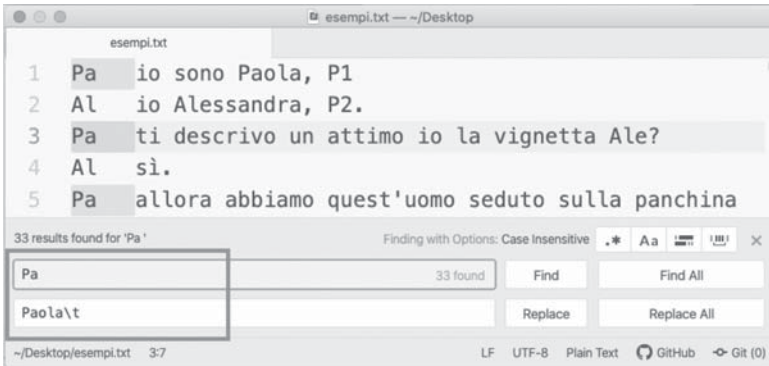 esempi.txt — ~/Desktop
esempi.txt
1 Pa io sono Paola, P1
2 Al io Alessandra, P2.
3 Pa ti descrivo un attimo io la vignetta Ale?
4 Al sì.
5 Pa allora abbiamo quest'uomo seduto sulla panchina
33 results found for 'Pa ' Finding with Options: Case Insensitive .* Aa
Pa 33 found Find Find All
Paola\t Replace Replace All
~/Desktop/esempi.txt 3:7 LF UTF-8 Plain Text GitHub Git (0)